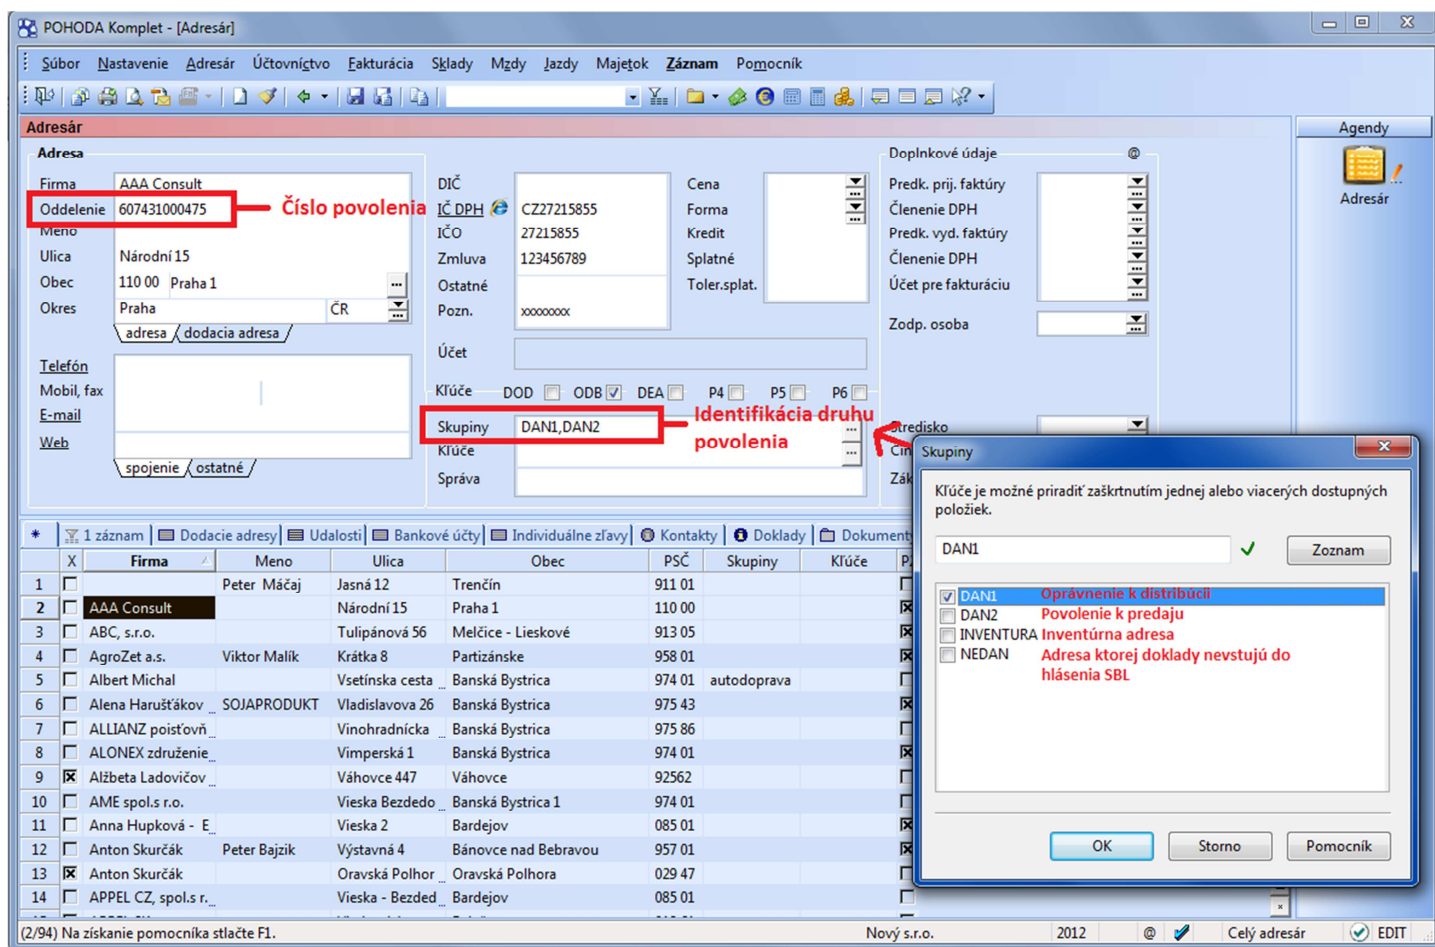 POHODA Komplet - [Adresár]
Súbor Nastavenie Adresár Účtovníctvo Fakturácia Sklady Mzdy Jazdy Majetok Záznam Pomocník
Adresár
Agendy
Adresár
Adresa
Firma AAA Consult
Oddelenie 607431000475 Číslo povolenia
Meno
Ulica Národní 15
Obec 110 00 Praha 1
Okres Praha ČR
adresa dodacia adresa
Telefón
Mobil, fax
E-mail
Web
spojenie ostatné
DIČ
IČ DPH CZ27215855
IČO 27215855
Zmluva 123456789
Ostatné
Pozn. xxxxxxxx
Účet
Cena
Forma
Kredit
Splatné
Toler.splat.
Kľúče DOD ODB DEA P4 P5 P6
Skupiny DAN1,DAN2
Identifikácia druhu
povolenia
Kľúče
Správa
Doplnkové údaje @
Predk. prij. faktúry
Členenie DPH
Predk. vyd. faktúry
Členenie DPH
Účet pre fakturáciu
Zodp. osoba
Stredisko
Skupiny
Kľúče je možné priradiť zaškrtnutím jednej alebo viacerých dostupných
položiek.
DAN1 Zoznam
DAN1 Oprávnenie k distribúcii
DAN2 Povolenie k predaju
INVENTURA Inventúrna adresa
NEDAN Adresa ktorej doklady nevstujú do
hlásenia SBL
OK Storno Pomocník
* 1 záznam Dodacie adresy Udalosti Bankové účty Individuálne zľavy Kontakty Doklady Dokumenty
X Firma Meno Ulica Obec PSČ Skupiny Kľúče
1 Peter Máčaj Jasná 12 Trenčín 911 01
2 AAA Consult Národní 15 Praha 1 110 00
3 ABC, s.r.o. Tulipánová 56 Melčice - Lieskové 913 05
4 AgroZet a.s. Viktor Malík Krátka 8 Partizánske 958 01
5 Albert Michal Vsetínska cesta Banská Bystrica 974 01 autodoprava
6 Alena Harušťákov SOJAPRODUKT Vladislavova 26 Banská Bystrica 975 43
7 ALLIANZ poisťovň Vinohradnícka Banská Bystrica 975 86
8 ALONEX združenie Vimperská 1 Banská Bystrica 974 01
9 Alžbeta Ladovičov Váhovce 447 Váhovce 92562
10 AME spol.s r.o. Vieska Bezdedo Banská Bystrica 1 974 01
11 Anna Hupková - E Vieska 2 Bardejov 085 01
12 Anton Skurčák Peter Bajzik Výstavná 4 Bánovce nad Bebravou 957 01
13 Anton Skurčák Oravská Polhor Oravská Polhora 029 47
14 APPEL CZ, spol.s r. Vieska - Bezded Bardejov 085 01
(2/94) Na získanie pomocníka stlačte F1. Nový s.r.o. 2012 @ Celý adresár EDIT